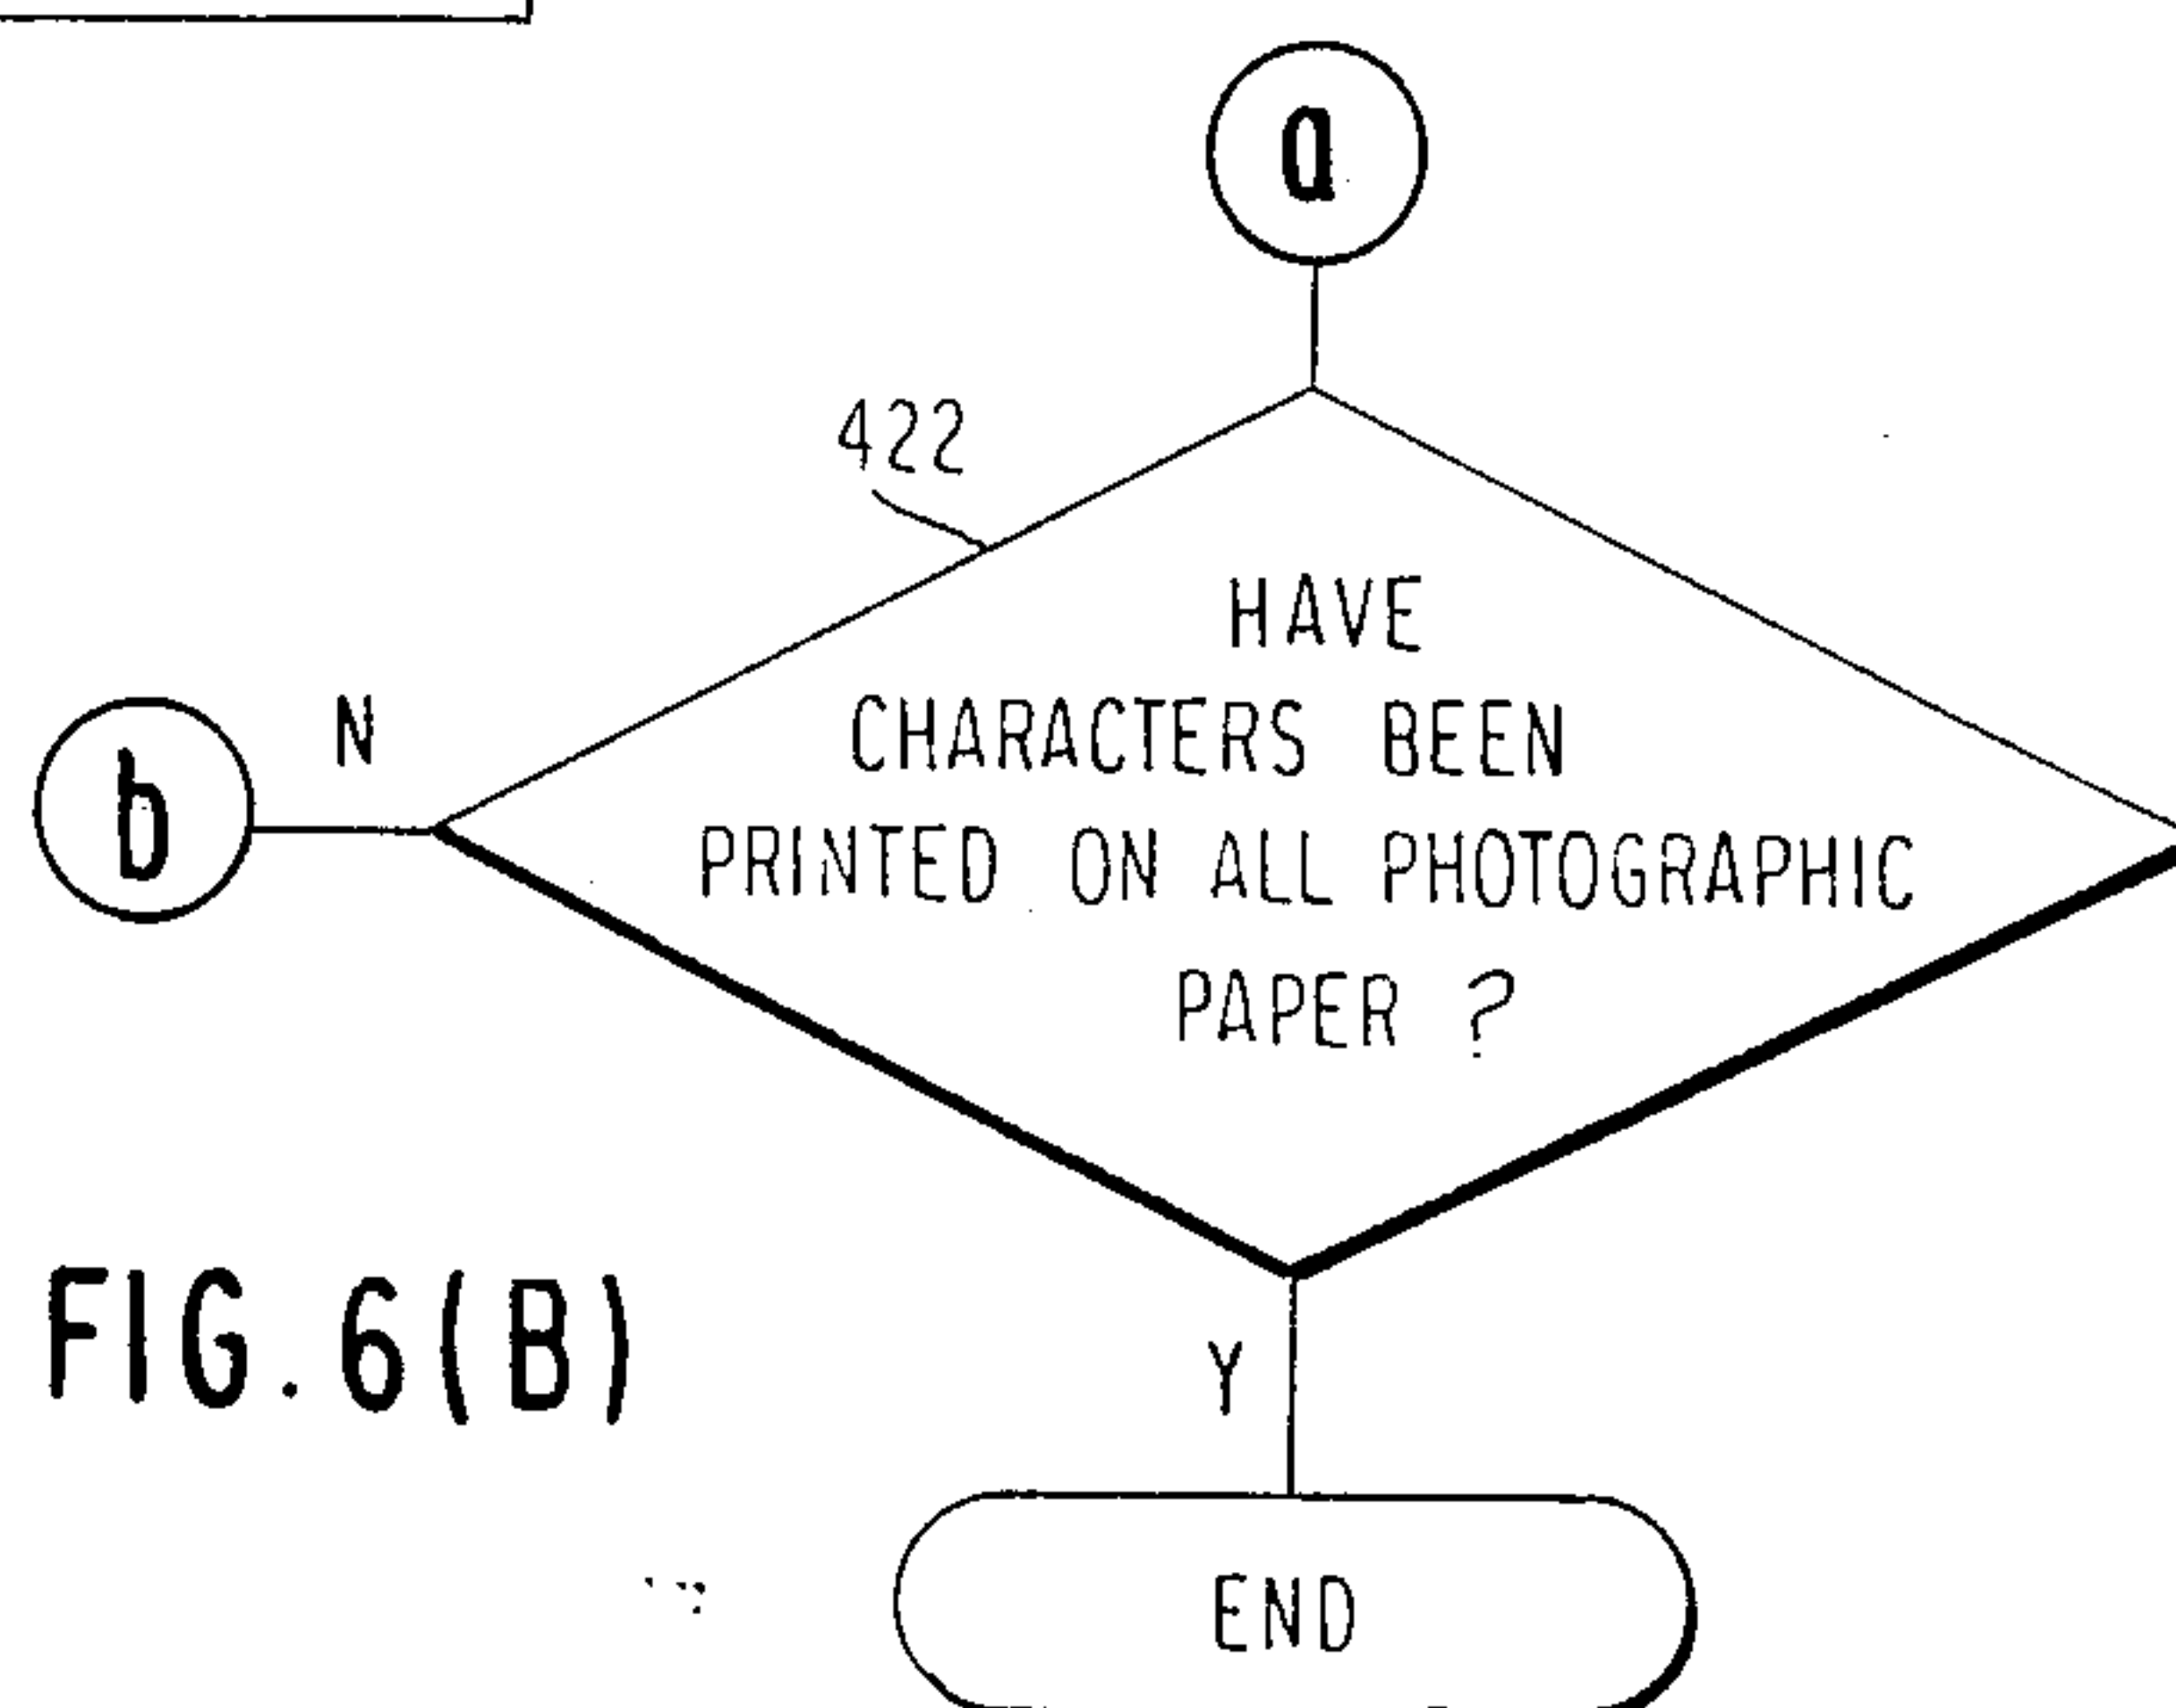 a
422
HAVE
CHARACTERS BEEN
PRINTED ON ALL PHOTOGRAPHIC
PAPER ?
N
b
Y
FIG. 6(B)
END